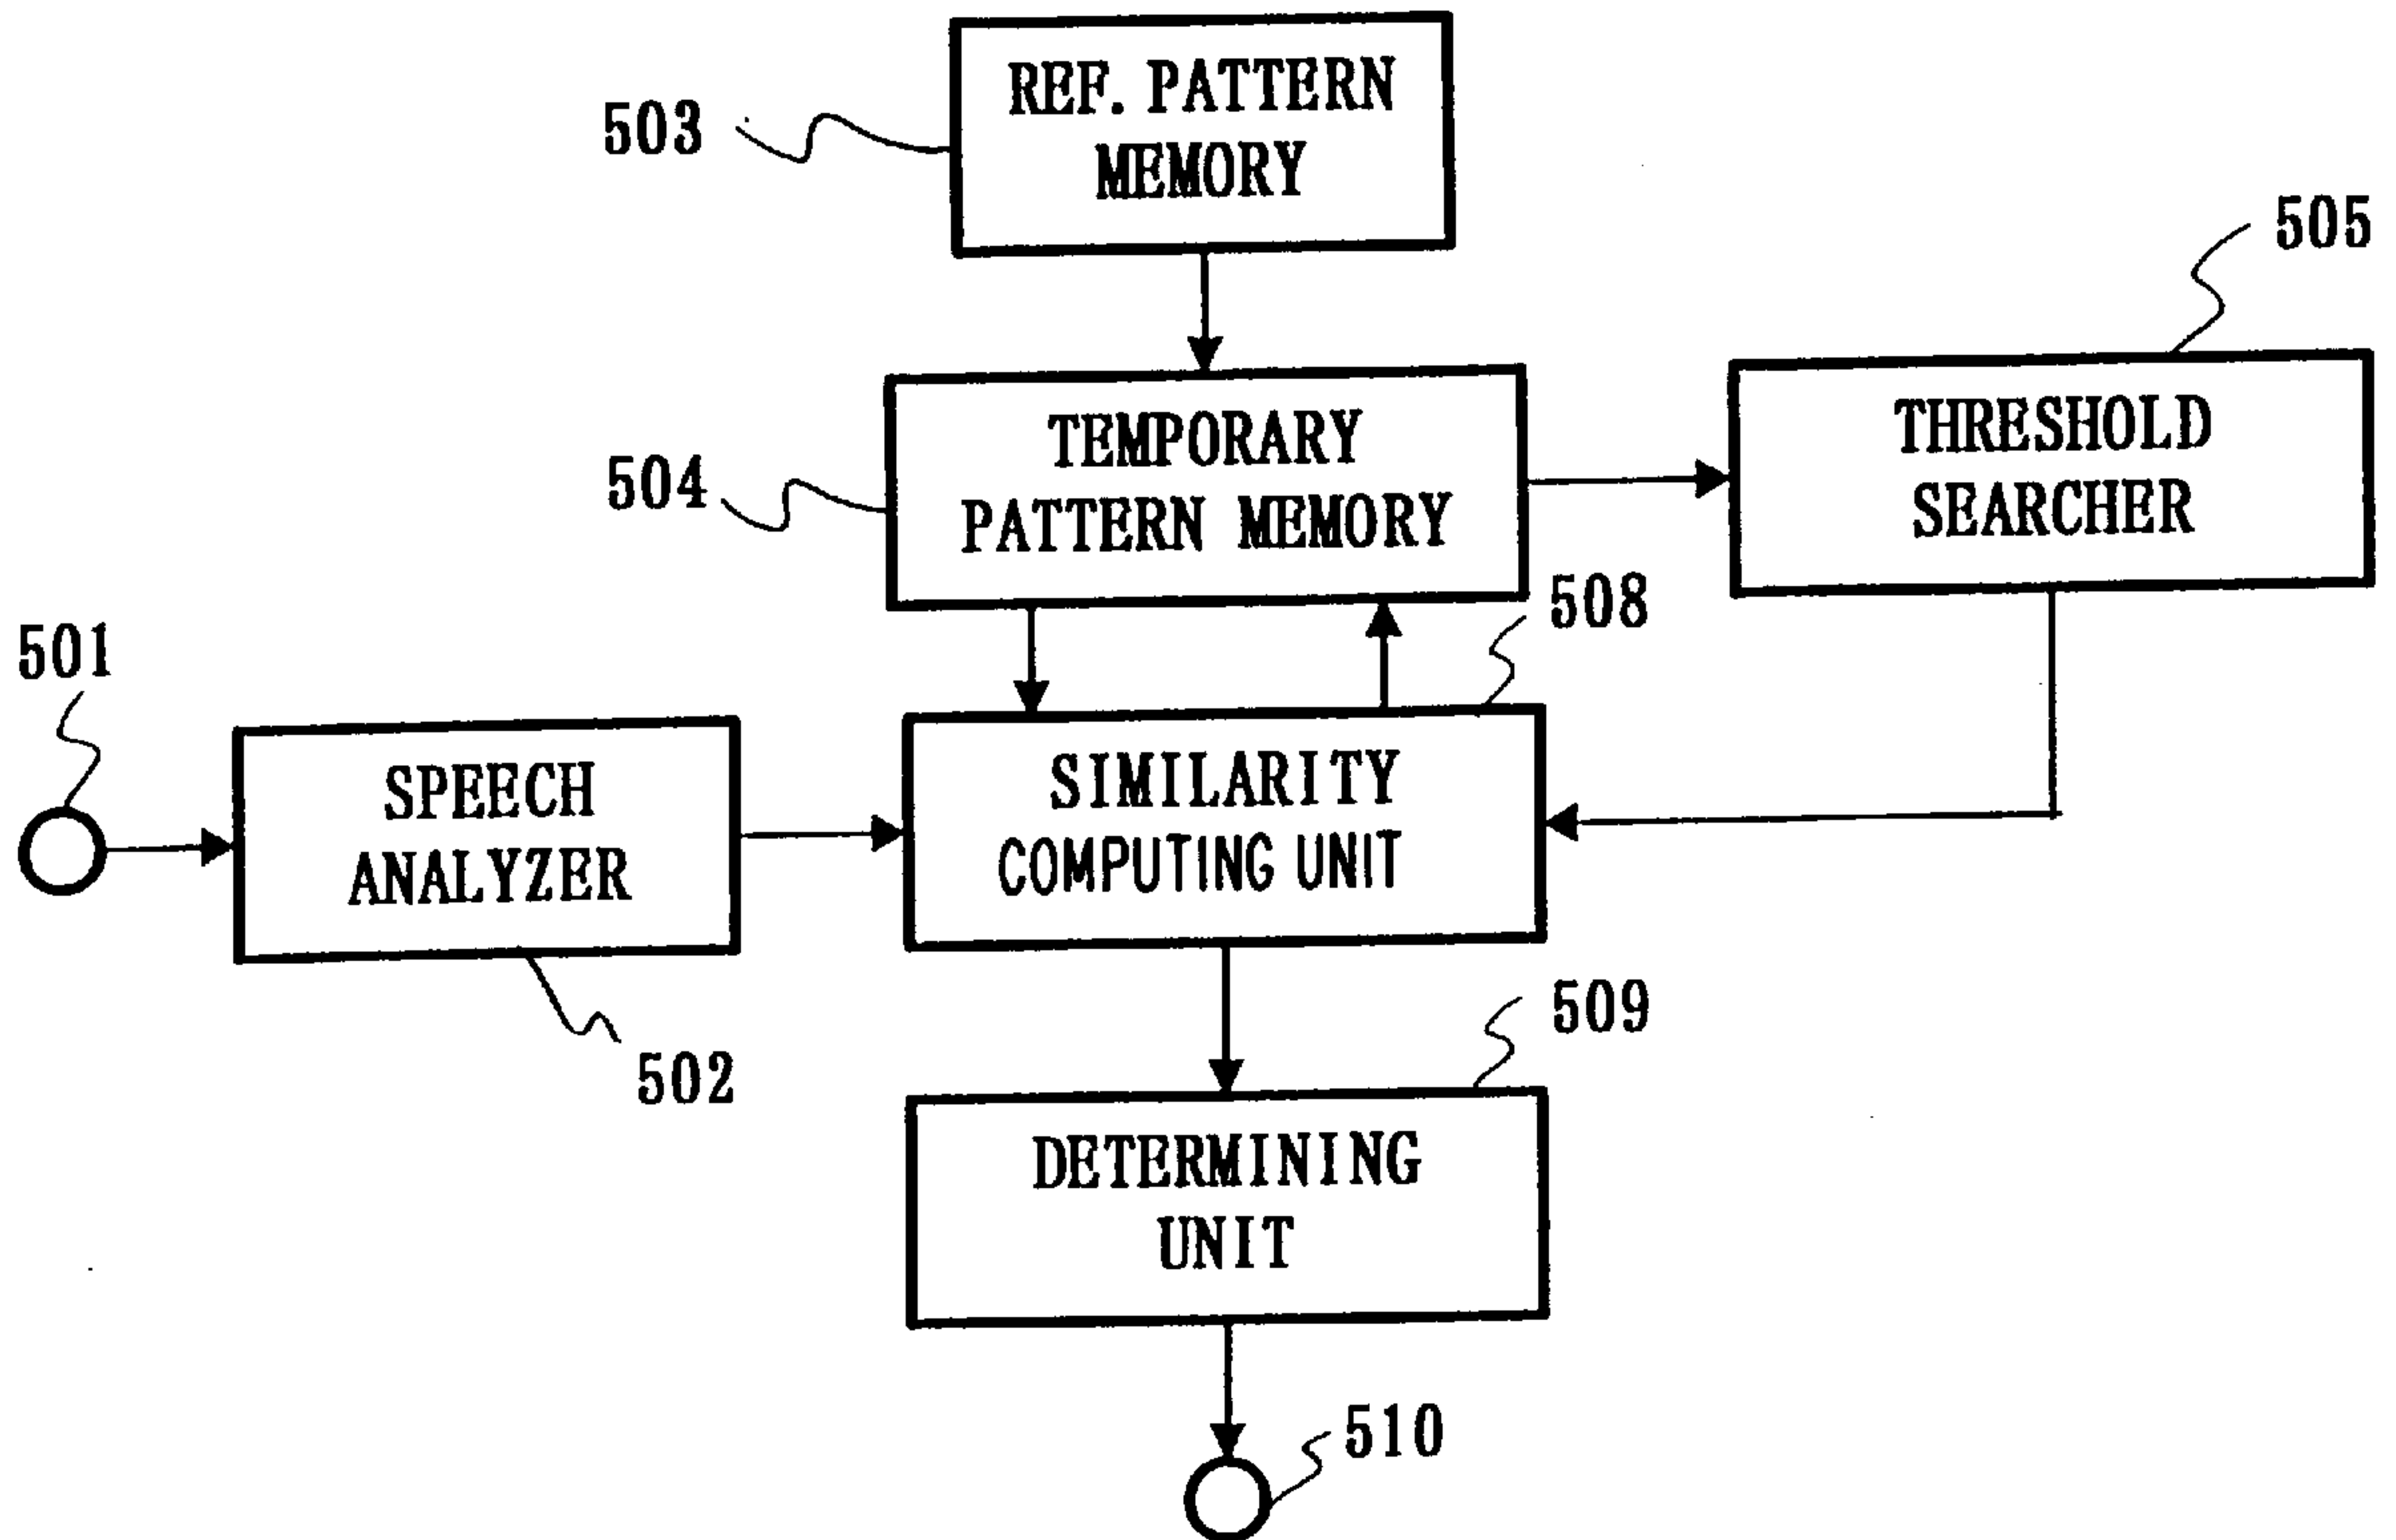 REF. PATTERN
MEMORY
503
505
TEMPORARY
PATTERN MEMORY
504
THRESHOLD
SEARCHER
508
501
SPEECH
ANALYZER
SIMILARITY
COMPUTING UNIT
502
509
DETERMINING
UNIT
510